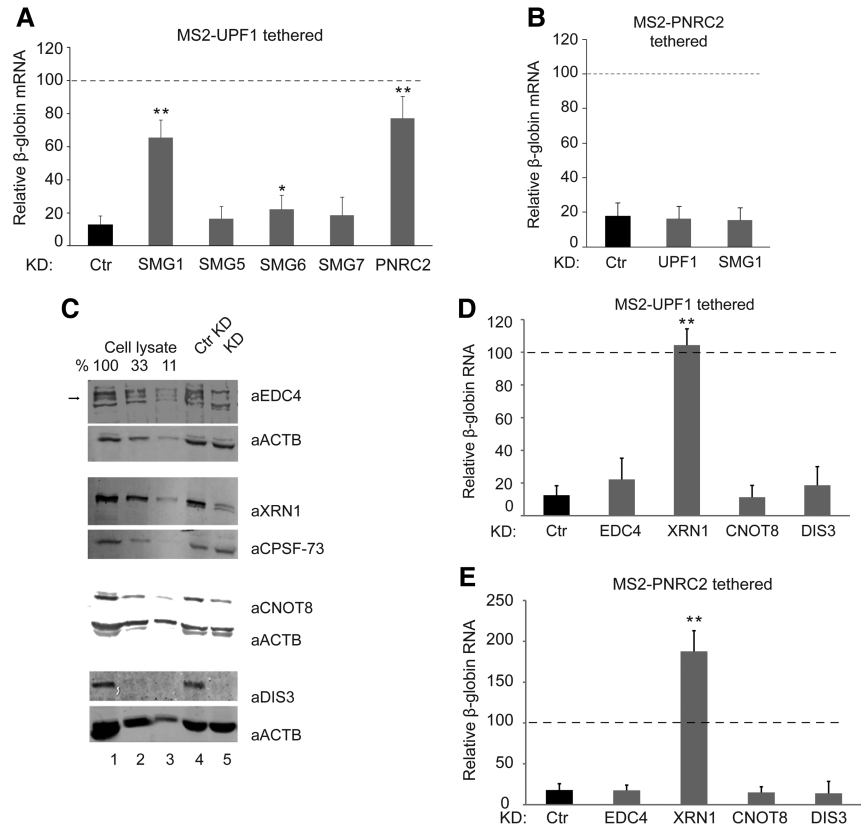 A
MS2-UPF1 tethered
Relative β-globin mRNA
120
100
80
60
40
20
0
**
*
**
KD: Ctr SMG1 SMG5 SMG6 SMG7 PNRC2
B
MS2-PNRC2
tethered
Relative β-globin mRNA
120
100
80
60
40
20
0
KD: Ctr UPF1 SMG1
C
Cell lysate
Ctr KD
KD
% 100 33 11
→
aEDC4
aACTB
aXRN1
aCPSF-73
aCNOT8
aACTB
aDIS3
aACTB
1 2 3 4 5
D
MS2-UPF1 tethered
Relative β-globin RNA
120
100
80
60
40
20
0
**
KD: Ctr EDC4 XRN1 CNOT8 DIS3
E
MS2-PNRC2 tethered
Relative β-globin RNA
250
200
150
100
50
0
**
KD: Ctr EDC4 XRN1 CNOT8 DIS3